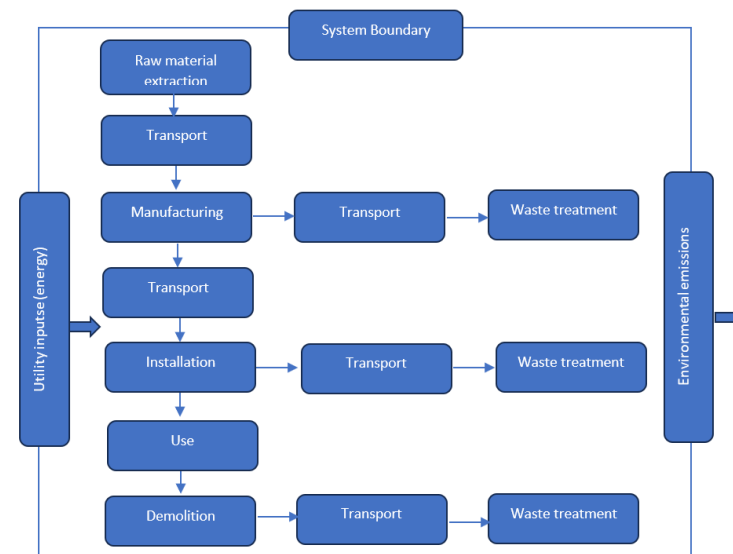 System Boundary
Raw material
extraction
Transport
Manufacturing
Transport
Waste treatment
Transport
Installation
Transport
Waste treatment
Use
Demolition
Transport
Waste treatment
Utility inputse (energy)
Environmental emissions